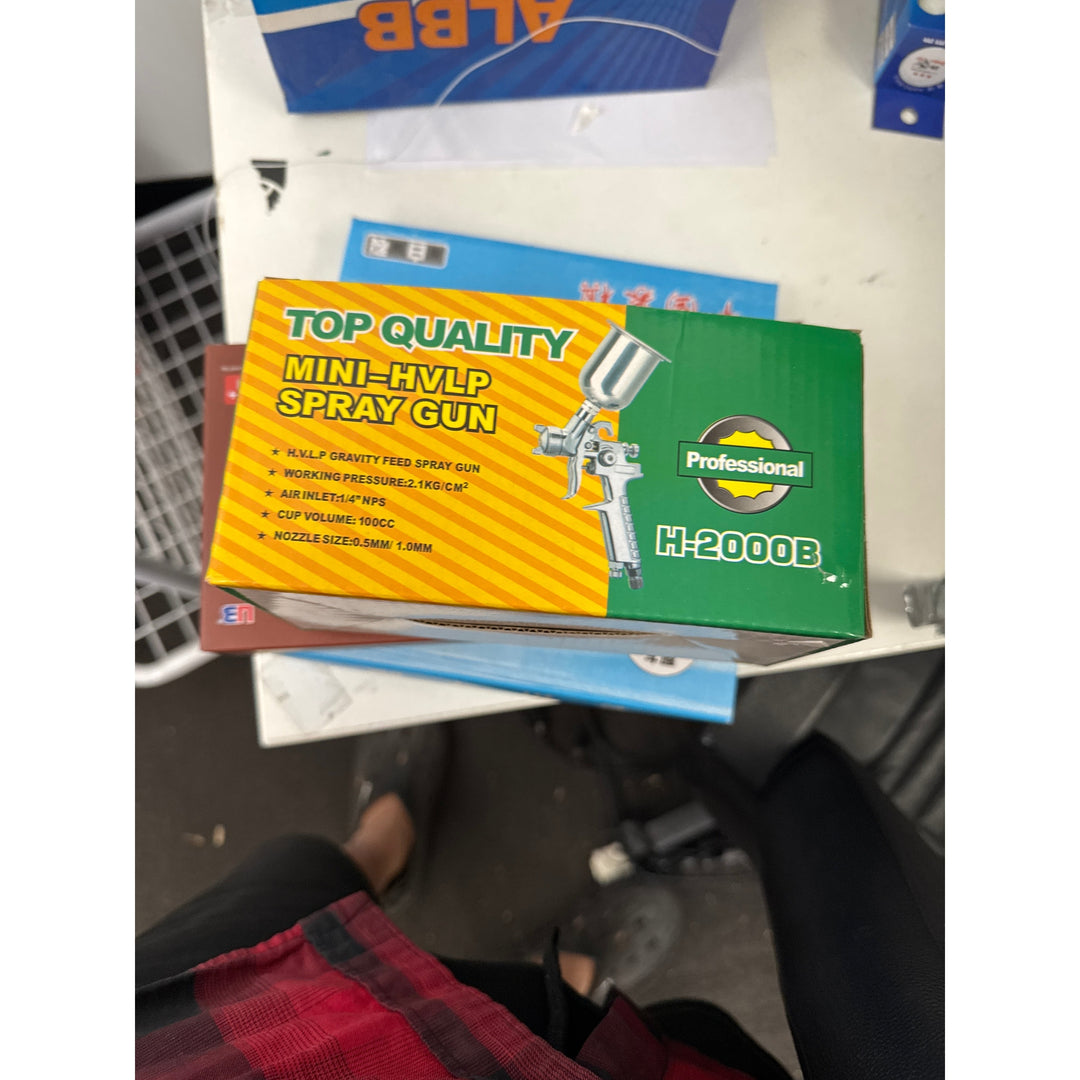 ALBB
TOP QUALITY
MINI-HVLP
SPRAY GUN
★ H.V.L.P GRAVITY FEED SPRAY GUN
★ WORKING PRESSURE:2.1KG/CM²
★ AIR INLET:1/4" NPS
★ CUP VOLUME: 100CC
★ NOZZLE SIZE:0.5MM/ 1.0MM
Professional
H-2000B